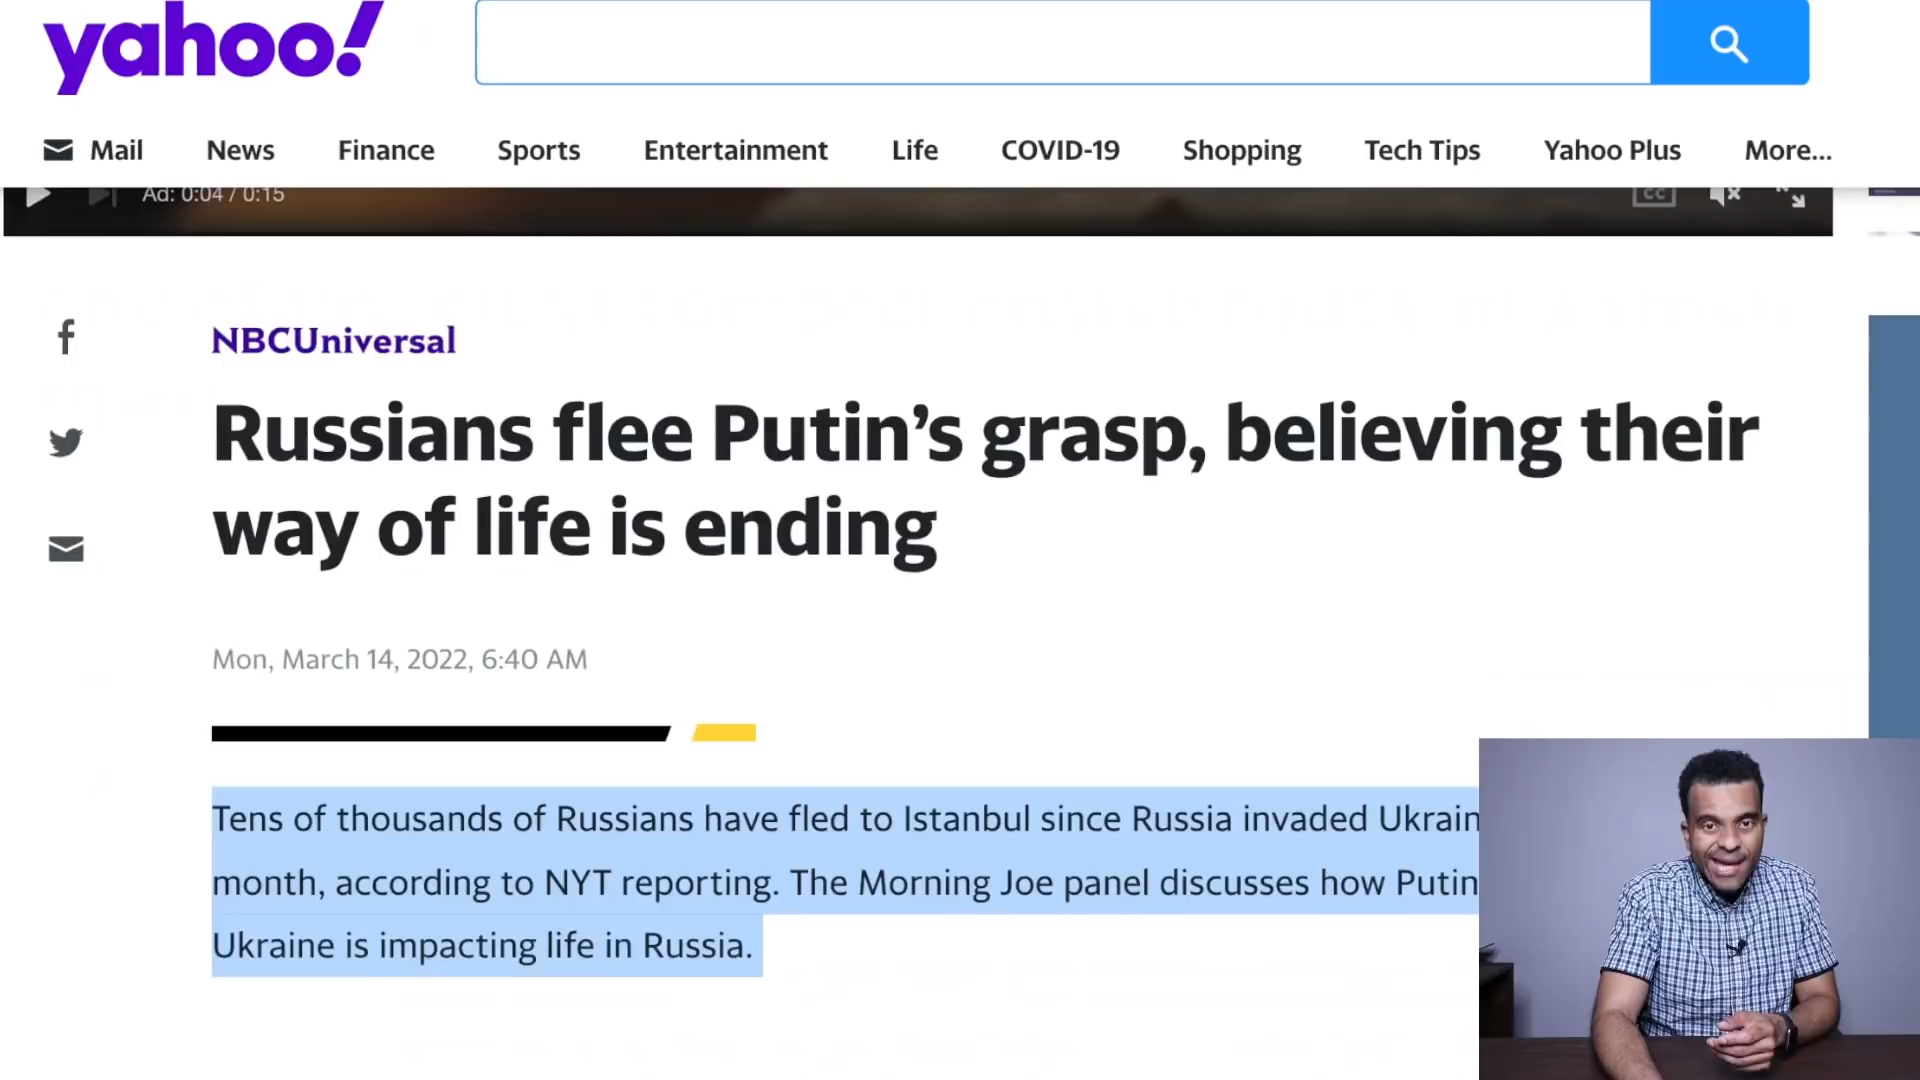 yahoo!
Mail News Finance Sports Entertainment Life COVID-19 Shopping Tech Tips Yahoo Plus More...
Ad: 0:04 / 0:15 CC
NBCUniversal
Russians flee Putin’s grasp, believing their
way of life is ending
Mon, March 14, 2022, 6:40 AM
Tens of thousands of Russians have fled to Istanbul since Russia invaded Ukrain
month, according to NYT reporting. The Morning Joe panel discusses how Putin
Ukraine is impacting life in Russia.